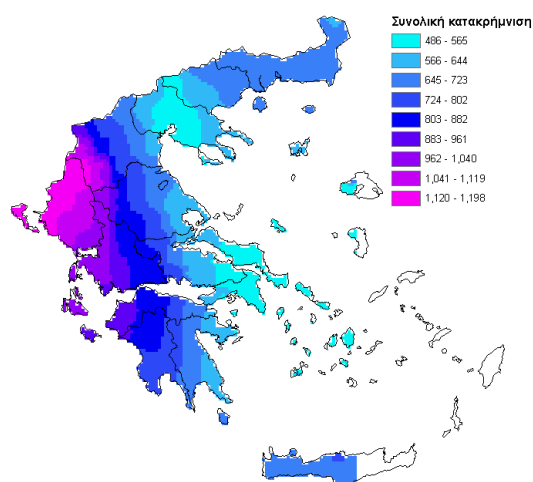 Συνολική κατακρήμνιση
486 - 565
566 - 644
645 - 723
724 - 802
803 - 882
883 - 961
962 - 1,040
1,041 - 1,119
1,120 - 1,198